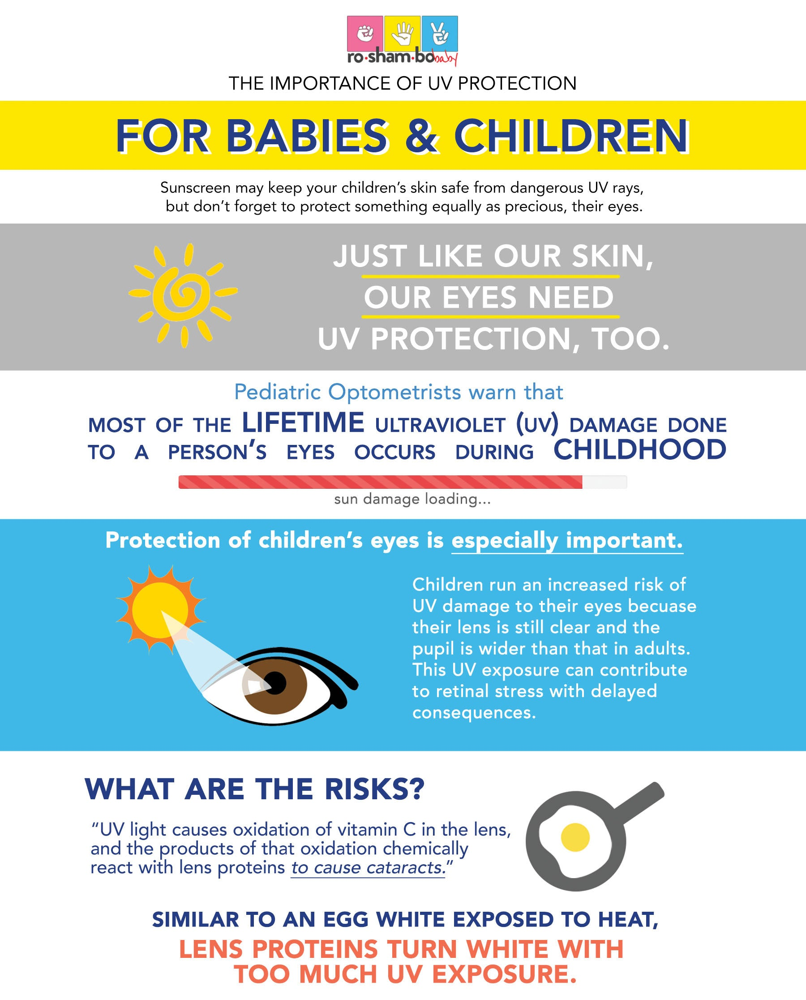 ro·sham·bo baby
THE IMPORTANCE OF UV PROTECTION
FOR BABIES & CHILDREN
Sunscreen may keep your children's skin safe from dangerous UV rays,
but don't forget to protect something equally as precious, their eyes.
JUST LIKE OUR SKIN,
OUR EYES NEED
UV PROTECTION, TOO.
Pediatric Optometrists warn that
MOST OF THE LIFETIME ULTRAVIOLET (UV) DAMAGE DONE
TO A PERSON'S EYES OCCURS DURING CHILDHOOD
sun damage loading...
Protection of children's eyes is especially important.
Children run an increased risk of
UV damage to their eyes becuase
their lens is still clear and the
pupil is wider than that in adults.
This UV exposure can contribute
to retinal stress with delayed
consequences.
WHAT ARE THE RISKS?
"UV light causes oxidation of vitamin C in the lens,
and the products of that oxidation chemically
react with lens proteins to cause cataracts."
SIMILAR TO AN EGG WHITE EXPOSED TO HEAT,
LENS PROTEINS TURN WHITE WITH
TOO MUCH UV EXPOSURE.